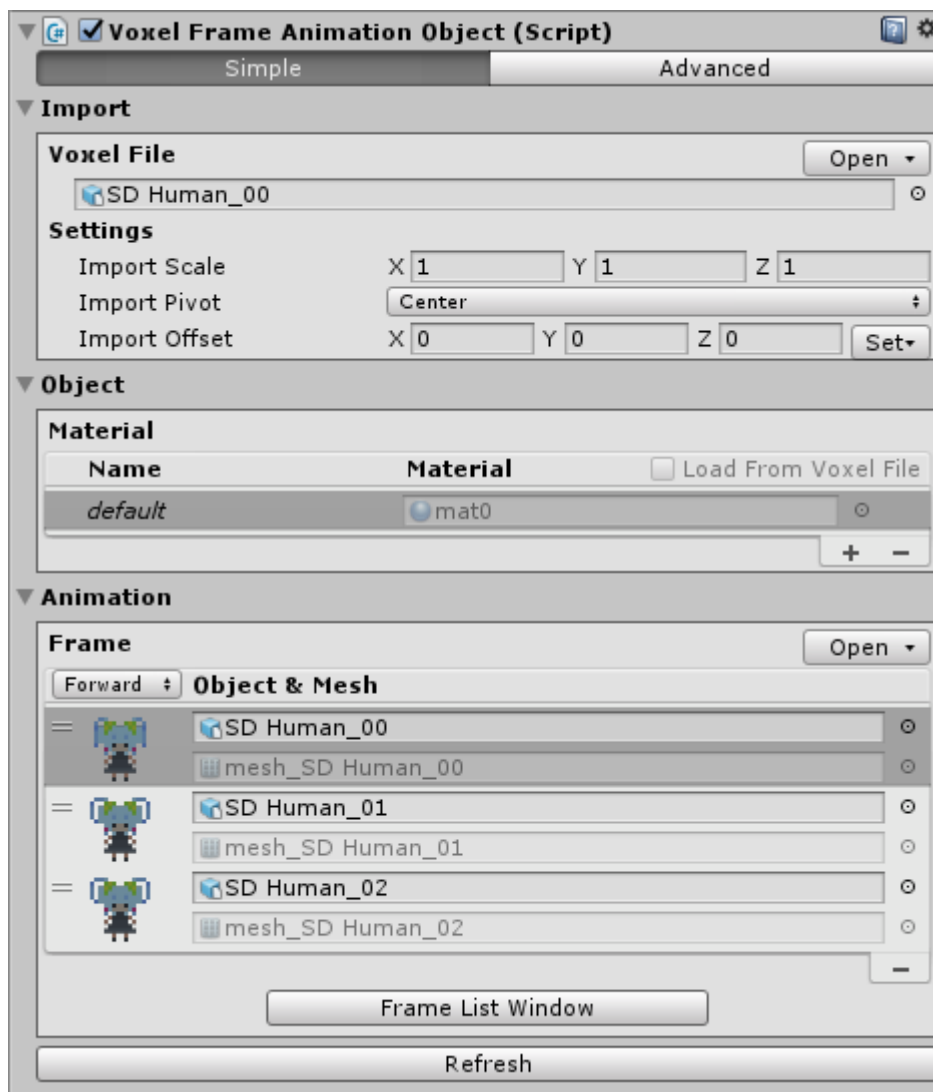 Voxel Frame Animation Object (Script)
Simple Advanced
Import
Voxel File Open
SD Human_00
Settings
Import Scale X 1 Y 1 Z 1
Import Pivot Center
Import Offset X 0 Y 0 Z 0 Set
Object
Material
Name Material Load From Voxel File
default mat0
+ −
Animation
Frame Open
Forward Object & Mesh
SD Human_00
mesh_SD Human_00
SD Human_01
mesh_SD Human_01
SD Human_02
mesh_SD Human_02
−
Frame List Window
Refresh